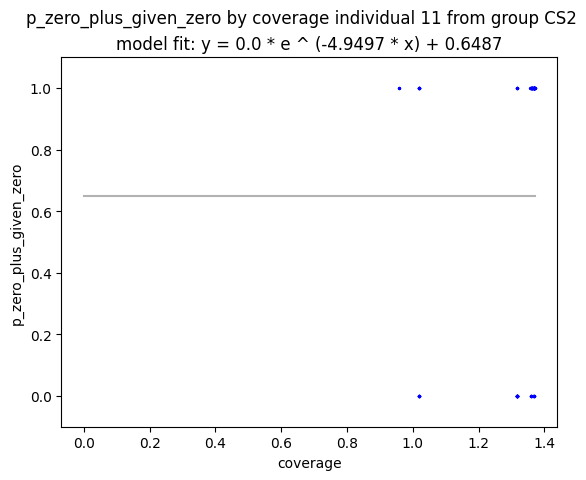 p_zero_plus_given_zero by coverage individual 11 from group CS2
model fit: y = 0.0 * e ^ (-4.9497 * x) + 0.6487
1.0
0.8
0.6
0.4
0.2
0.0
p_zero_plus_given_zero
0.0 0.2 0.4 0.6 0.8 1.0 1.2 1.4
coverage